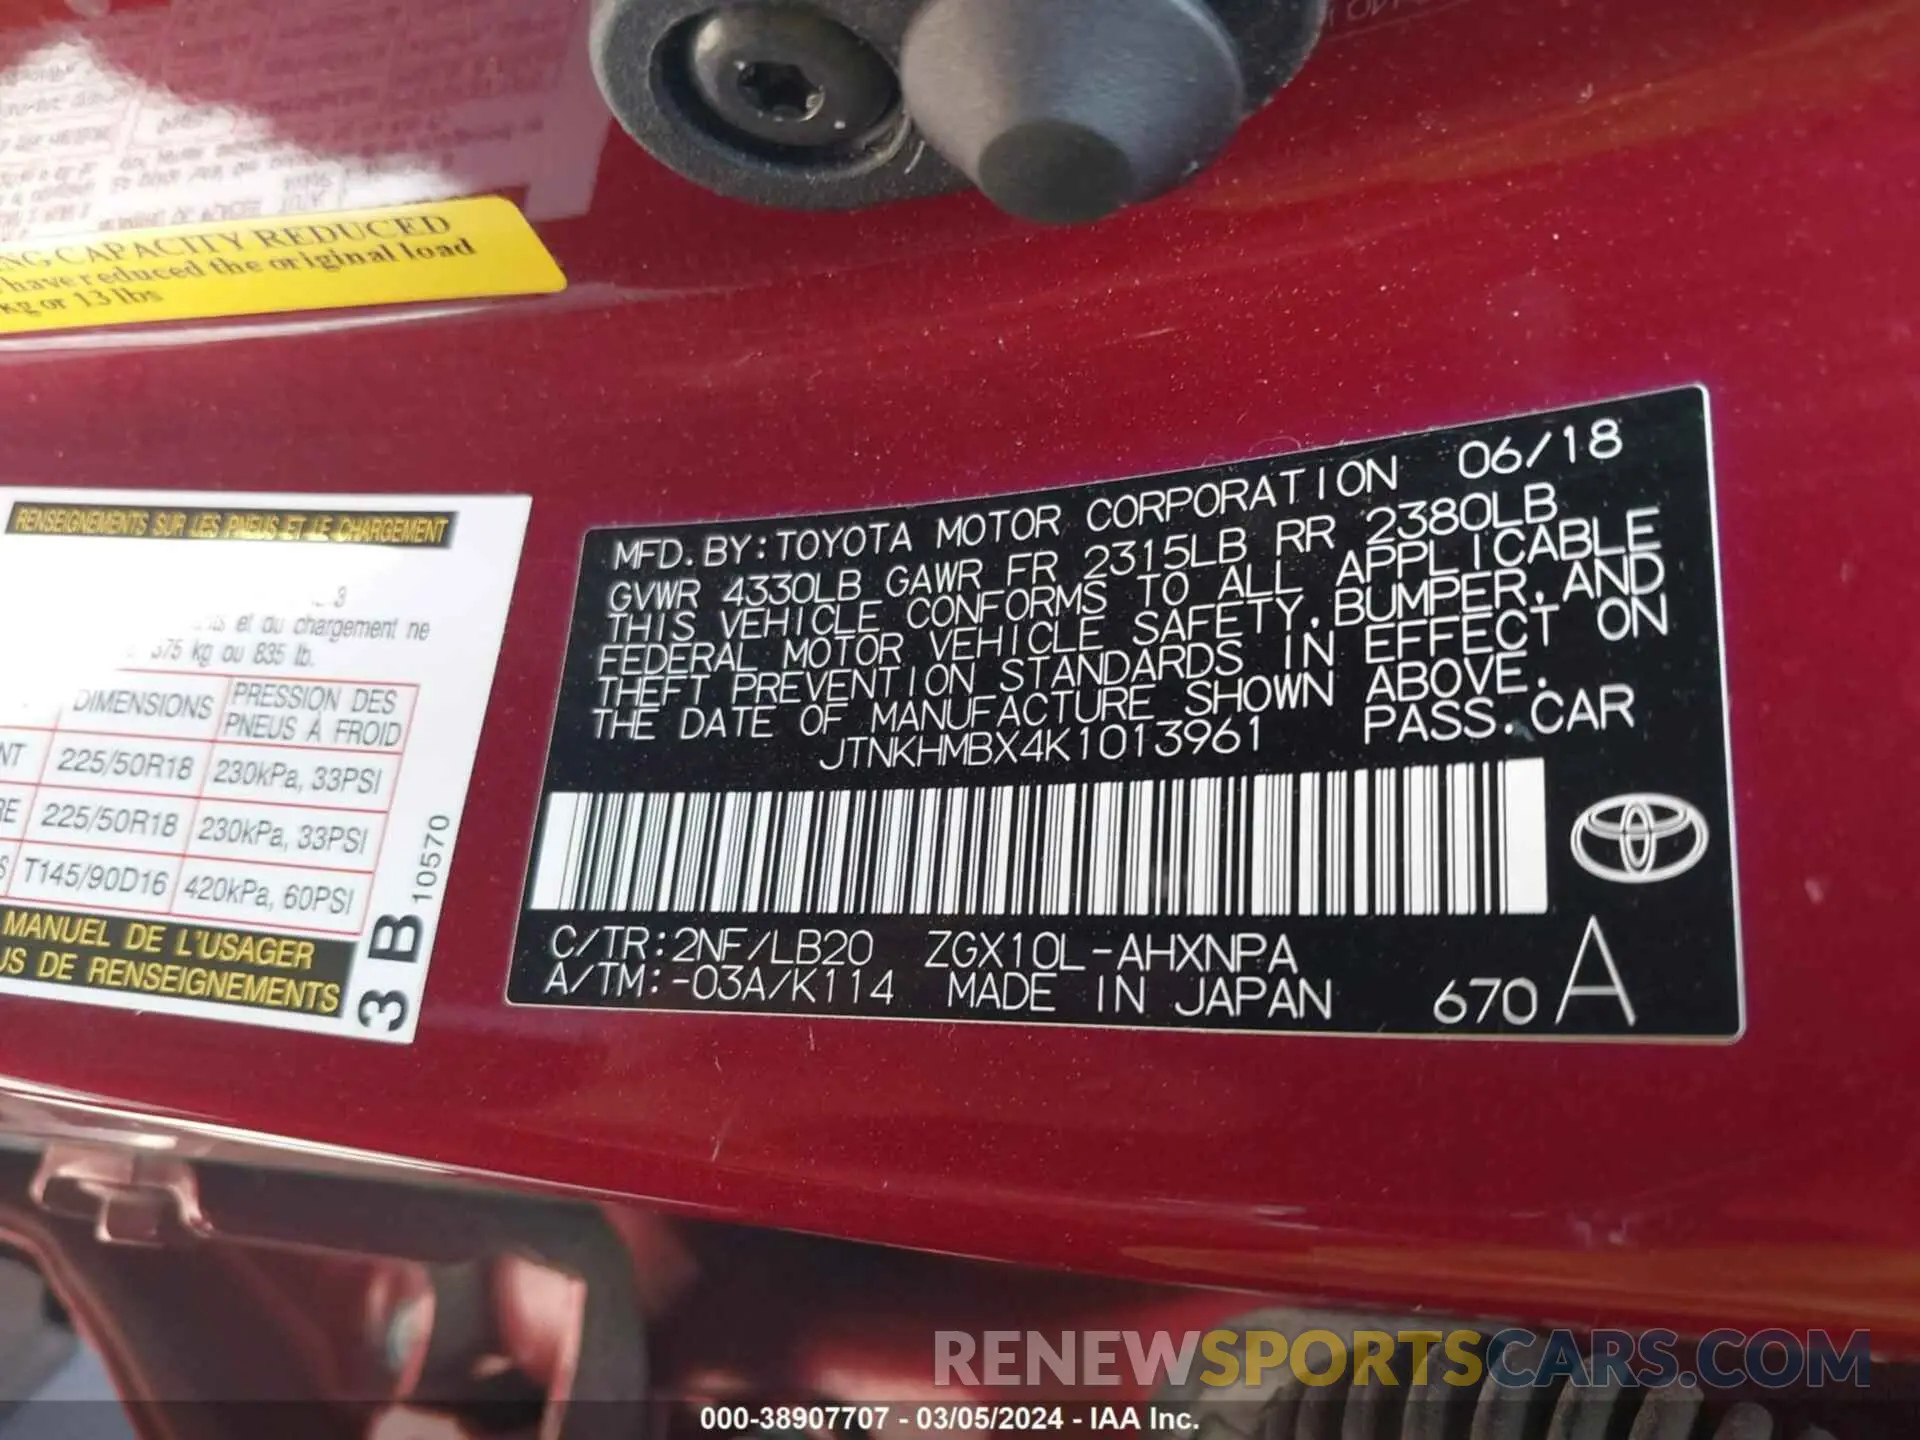 NG CAPACITY REDUCED
have reduced the original load
kg or 13 lbs
RENSEIGNEMENTS SUR LES PNEUS ET LE CHARGEMENT
et du chargement ne
375 kg ou 835 lb.
DIMENSIONS PRESSION DES PNEUS À FROID
NT 225/50R18 230kPa, 33PSI
RE 225/50R18 230kPa, 33PSI
S T145/90D16 420kPa, 60PSI
MANUEL DE L'USAGER
US DE RENSEIGNEMENTS
3 B
10570
MFD. BY: TOYOTA MOTOR CORPORATION 06/18
GVWR 4330LB GAWR FR 2315LB RR 2380LB
THIS VEHICLE CONFORMS TO ALL APPLICABLE
FEDERAL MOTOR VEHICLE SAFETY, BUMPER, AND
THEFT PREVENTION STANDARDS IN EFFECT ON
THE DATE OF MANUFACTURE SHOWN ABOVE.
JTNKHMBX4K1013961 PASS. CAR
C/TR: 2NF/LB20 ZGX10L-AHXNPA
A/TM: -03A/K114 MADE IN JAPAN 670 A
RENEWSPORTSCARS.COM
000-38907707 - 03/05/2024 - IAA Inc.